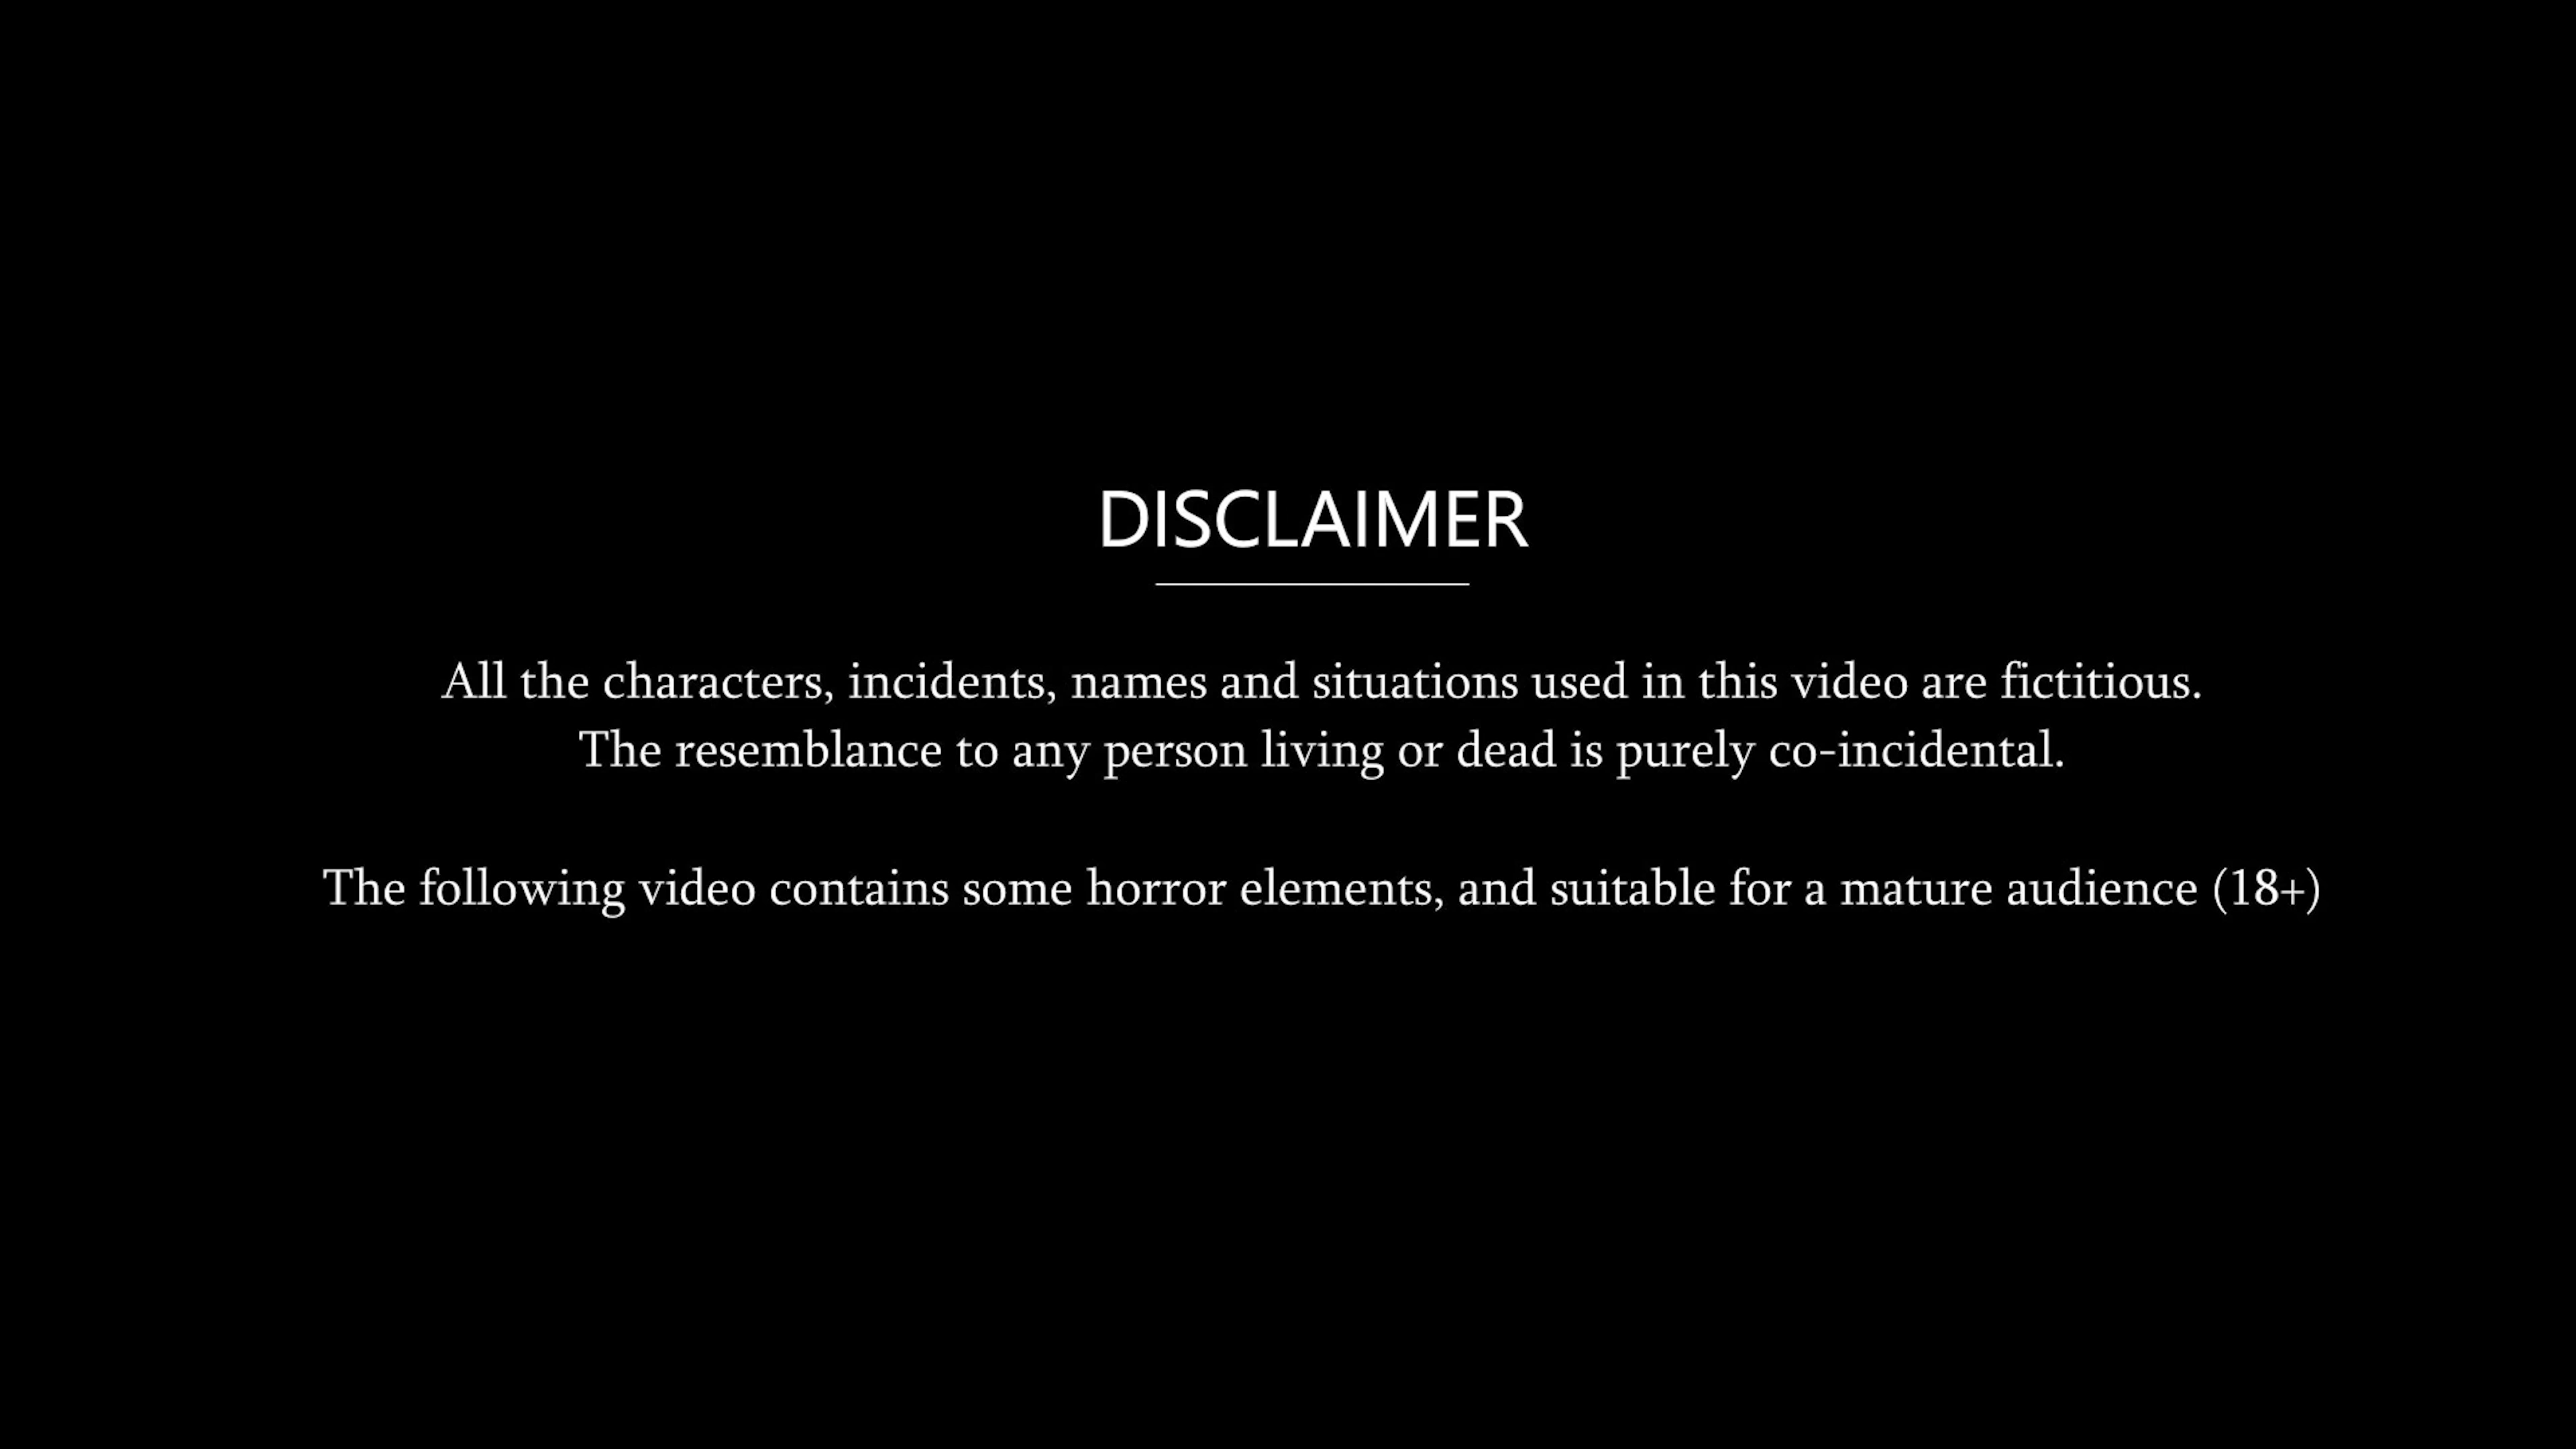 DISCLAIMER
All the characters, incidents, names and situations used in this video are fictitious.
The resemblance to any person living or dead is purely co-incidental.
The following video contains some horror elements, and suitable for a mature audience (18+)